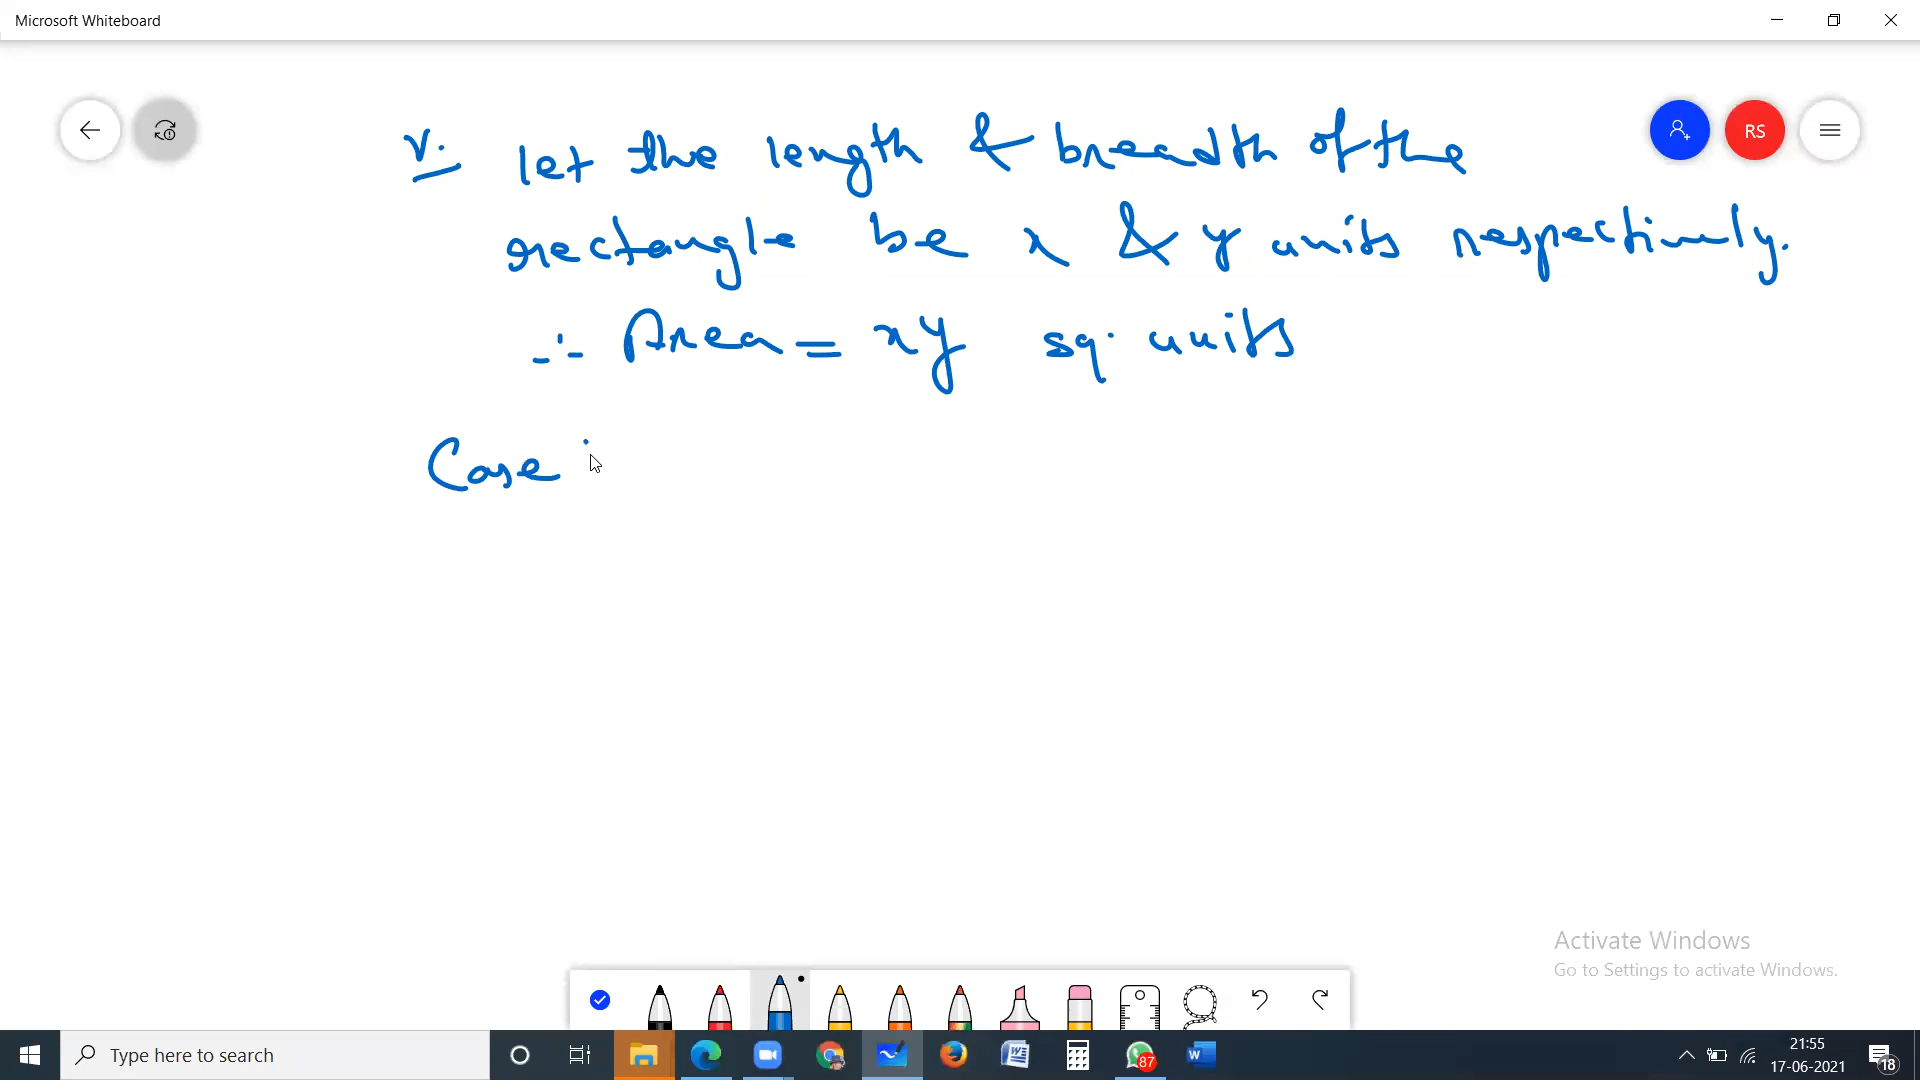 Microsoft Whiteboard
RS
v. let the length & breadth of the
rectangle be x & y units respectively.
∴ Area = xy sq. units
Case
Activate Windows
Go to Settings to activate Windows.
Type here to search
87
21:55
17-06-2021
18